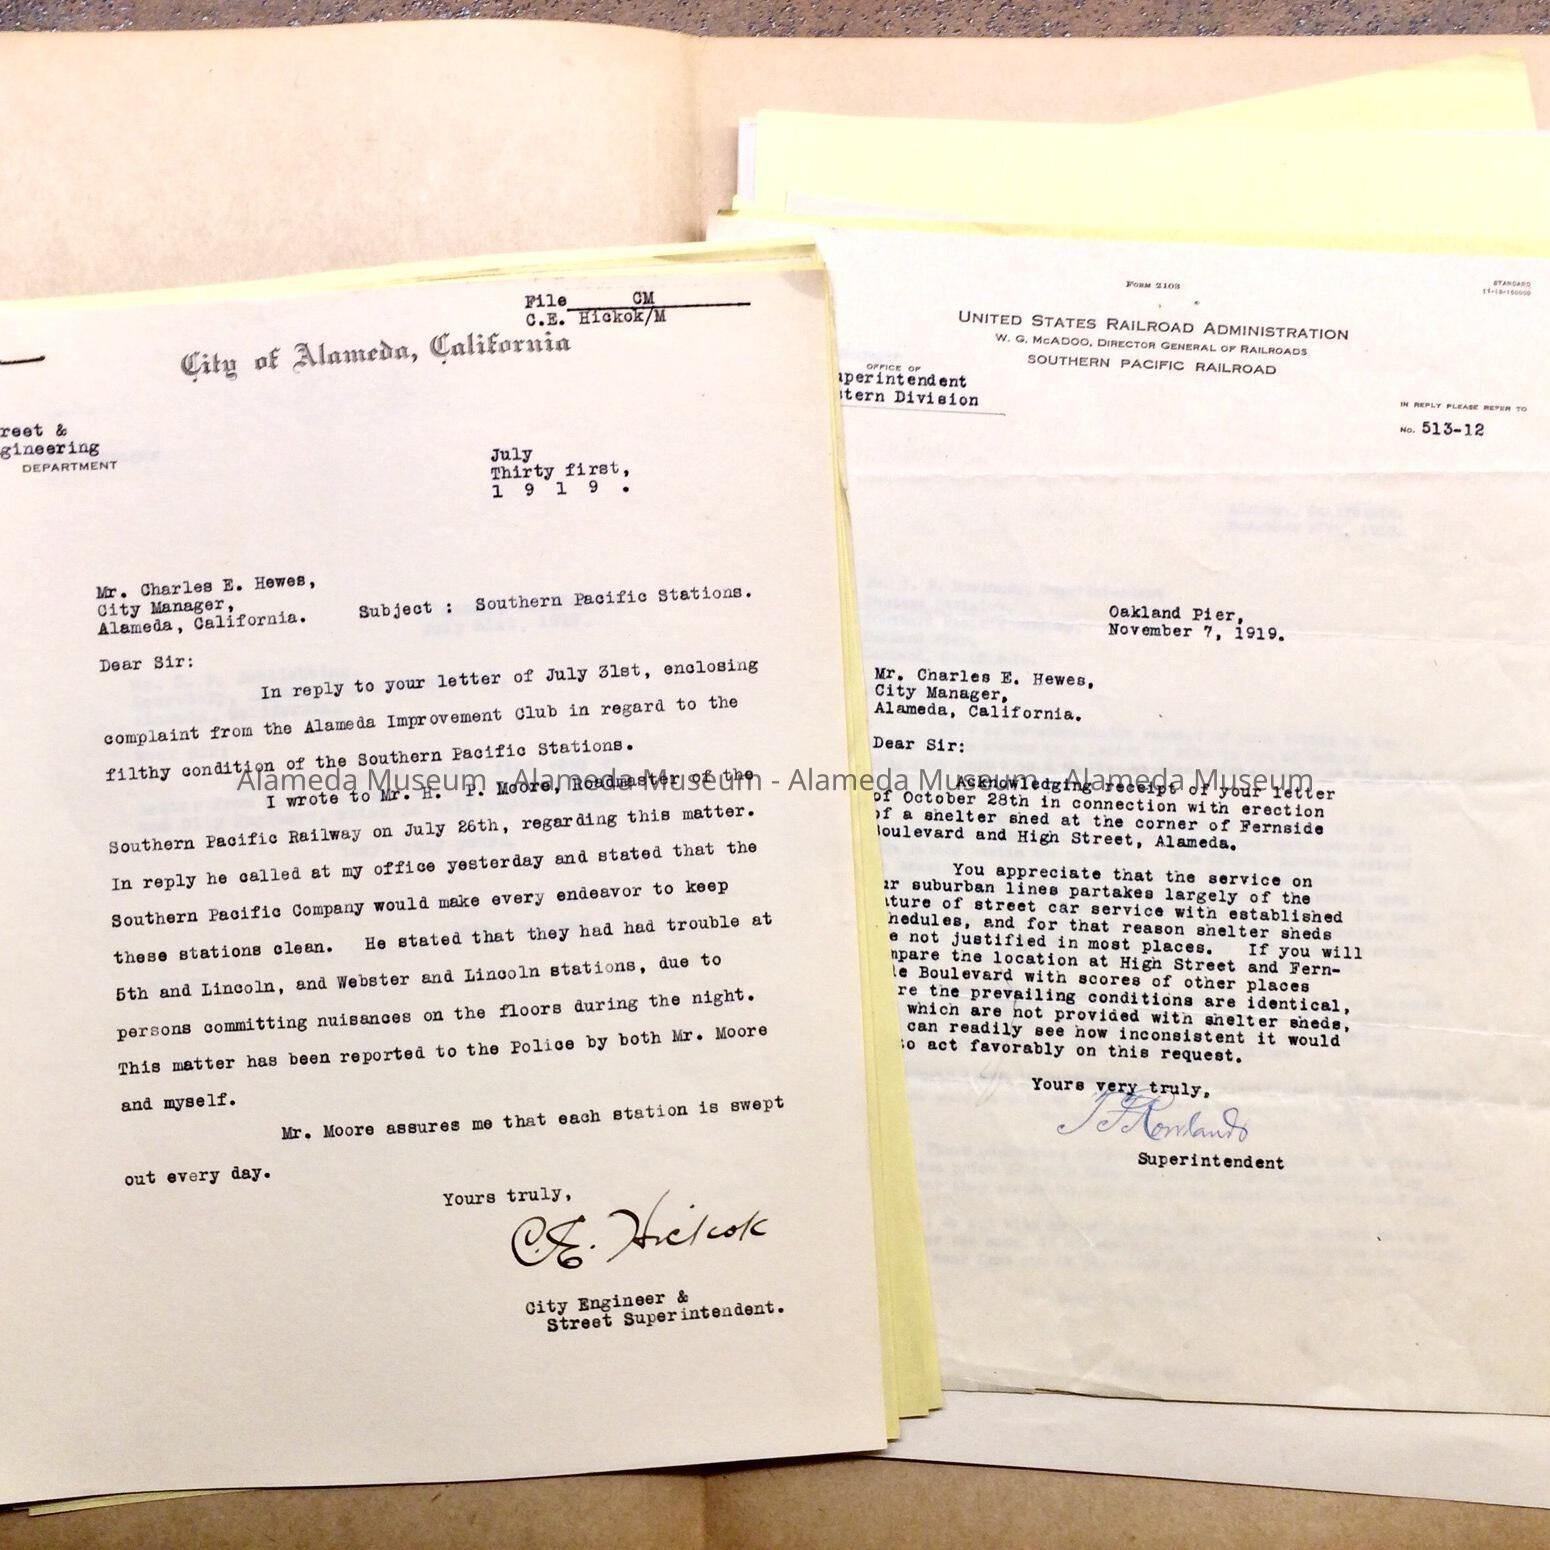 File CM
C.E. Hickok/M
City of Alameda, California
reet &
gineering
DEPARTMENT
July
Thirty first,
1 9 1 9 .
Mr. Charles E. Hewes,
City Manager,
Alameda, California.
Subject : Southern Pacific Stations.
Dear Sir:
In reply to your letter of July 31st, enclosing
complaint from the Alameda Improvement Club in regard to the
filthy condition of the Southern Pacific Stations.
I wrote to Mr. H. P. Moore, Roadmaster of the
Southern Pacific Railway on July 26th, regarding this matter.
In reply he called at my office yesterday and stated that the
Southern Pacific Company would make every endeavor to keep
these stations clean. He stated that they had had trouble at
5th and Lincoln, and Webster and Lincoln stations, due to
persons committing nuisances on the floors during the night.
This matter has been reported to the Police by both Mr. Moore
and myself.
Mr. Moore assures me that each station is swept
out every day.
Yours truly,
C.E. Hickok
City Engineer &
Street Superintendent.
Form 2103
STANDARD
UNITED STATES RAILROAD ADMINISTRATION
W. G. McADOO, DIRECTOR GENERAL OF RAILROADS
SOUTHERN PACIFIC RAILROAD
OFFICE OF
uperintendent
stern Division
IN REPLY PLEASE REFER TO
No. 513-12
Oakland Pier,
November 7, 1919.
Mr. Charles E. Hewes,
City Manager,
Alameda, California.
Dear Sir:
Acknowledging receipt of your letter
of October 28th in connection with erection
of a shelter shed at the corner of Fernside
Boulevard and High Street, Alameda.
You appreciate that the service on
ur suburban lines partakes largely of the
ature of street car service with established
hedules, and for that reason shelter sheds
e not justified in most places. If you will
mpare the location at High Street and Fern-
le Boulevard with scores of other places
re the prevailing conditions are identical,
which are not provided with shelter sheds,
can readily see how inconsistent it would
to act favorably on this request.
Yours very truly,
T F Rowlands
Superintendent
Alameda Museum - Alameda Museum - Alameda Museum - Alameda Museum